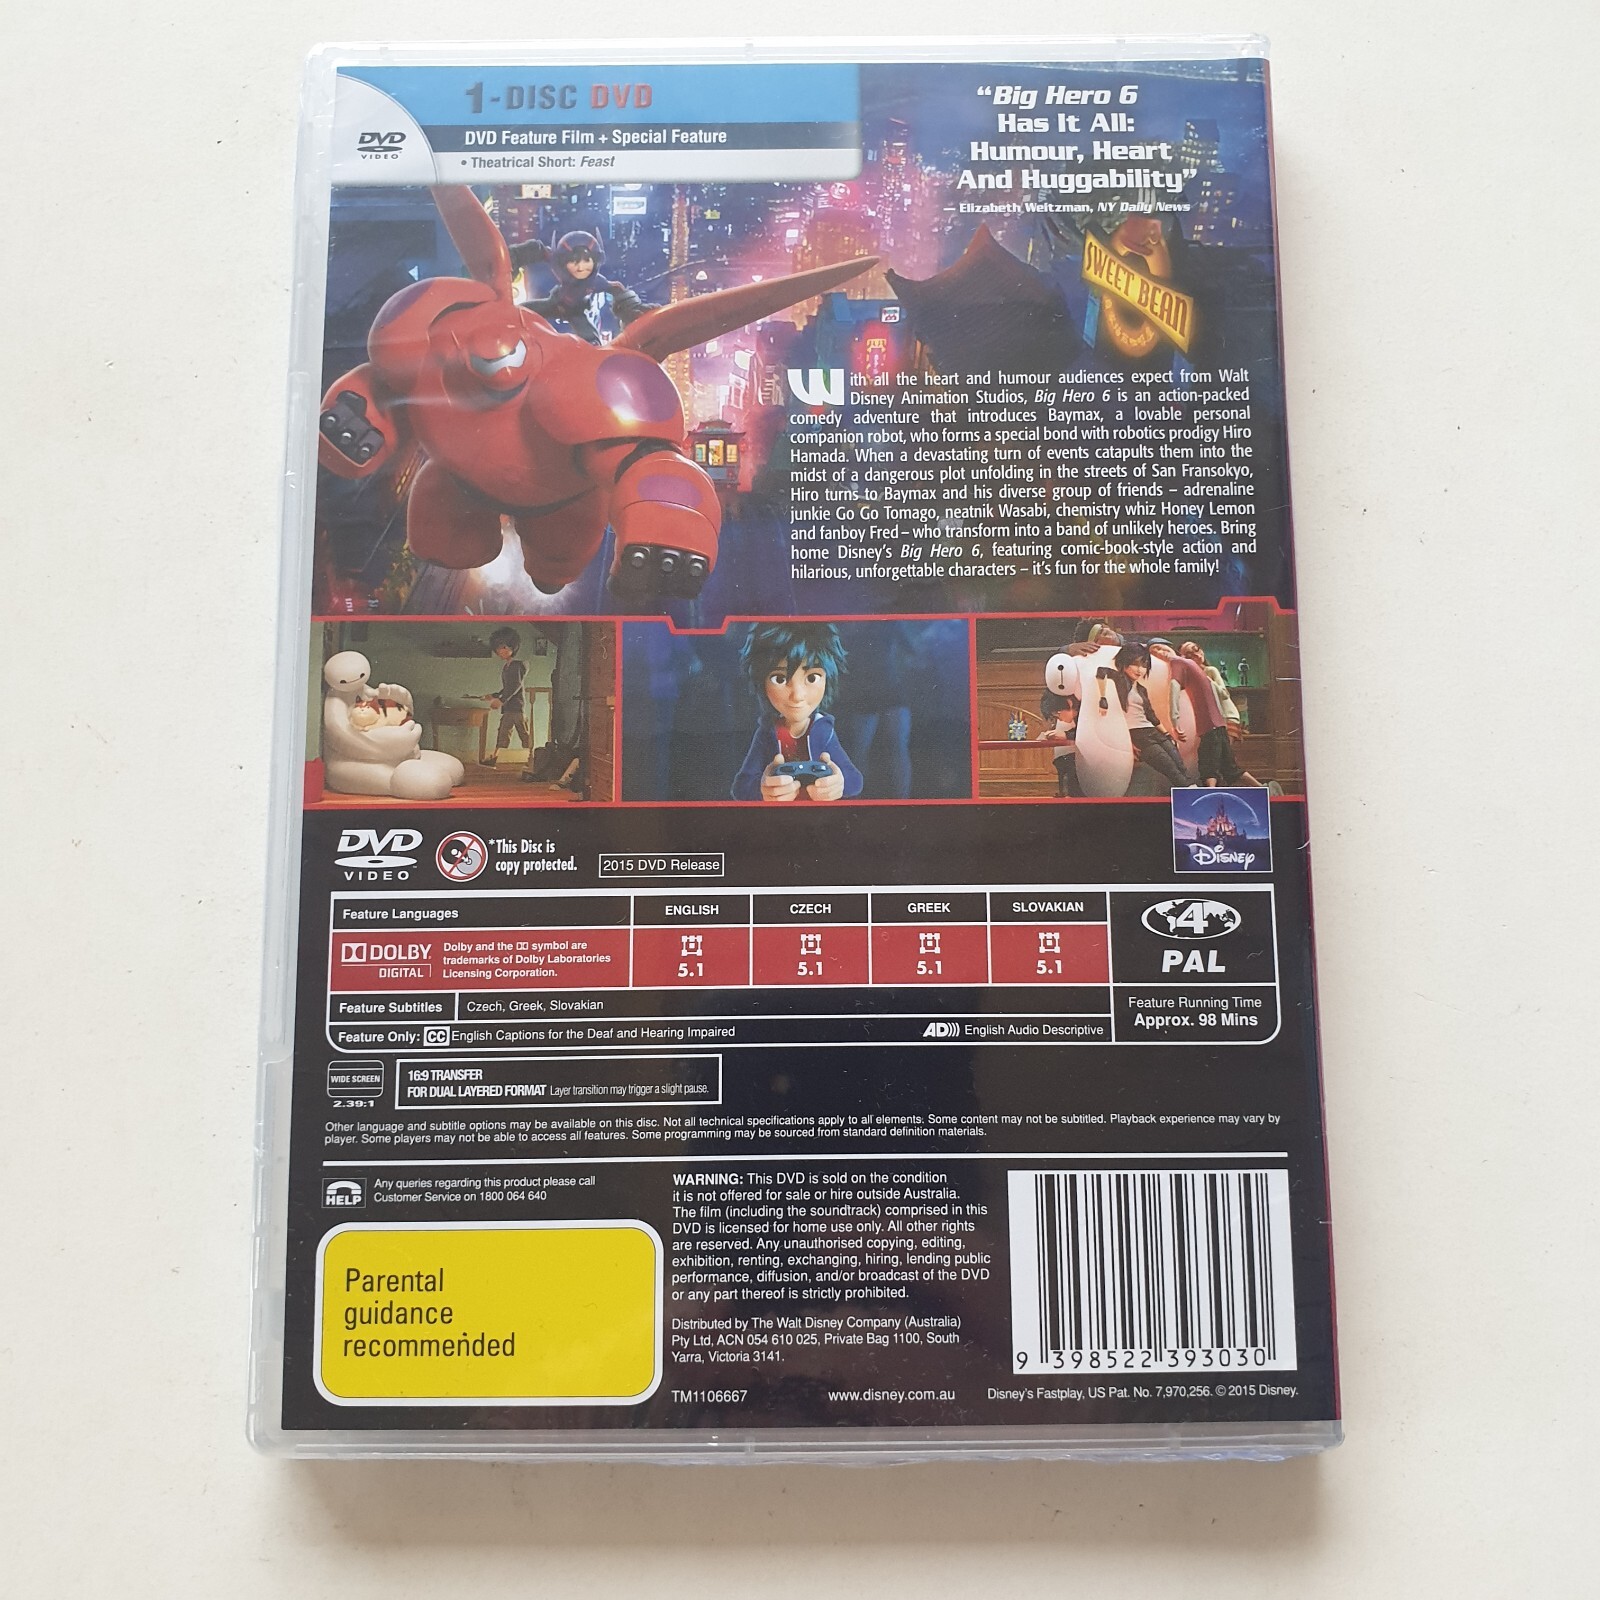 1-DISC DVD
DVD
VIDEO
DVD Feature Film + Special Feature
• Theatrical Short: Feast
“Big Hero 6
Has It All:
Humour, Heart
And Huggability”
– Elizabeth Weitzman, NY Daily News
SWEET BEAN
With all the heart and humour audiences expect from Walt
Disney Animation Studios, Big Hero 6 is an action-packed
comedy adventure that introduces Baymax, a lovable personal
companion robot, who forms a special bond with robotics prodigy Hiro
Hamada. When a devastating turn of events catapults them into the
midst of a dangerous plot unfolding in the streets of San Fransokyo,
Hiro turns to Baymax and his diverse group of friends – adrenaline
junkie Go Go Tomago, neatnik Wasabi, chemistry whiz Honey Lemon
and fanboy Fred – who transform into a band of unlikely heroes. Bring
home Disney's Big Hero 6, featuring comic-book-style action and
hilarious, unforgettable characters – it's fun for the whole family!
DVD
VIDEO
*This Disc is
copy protected.
2015 DVD Release
Disney
Feature Languages
ENGLISH
CZECH
GREEK
SLOVAKIAN
DOLBY
DIGITAL
Dolby and the DD symbol are
trademarks of Dolby Laboratories
Licensing Corporation.
5.1
5.1
5.1
5.1
4
PAL
Feature Subtitles
Czech, Greek, Slovakian
Feature Running Time
Approx. 98 Mins
Feature Only: CC English Captions for the Deaf and Hearing Impaired
AD))) English Audio Descriptive
WIDE SCREEN
2.39:1
16:9 TRANSFER
FOR DUAL LAYERED FORMAT Layer transition may trigger a slight pause.
Other language and subtitle options may be available on this disc. Not all technical specifications apply to all elements. Some content may not be subtitled. Playback experience may vary by
player. Some players may not be able to access all features. Some programming may be sourced from standard definition materials.
HELP
Any queries regarding this product please call
Customer Service on 1800 064 640
Parental
guidance
recommended
WARNING: This DVD is sold on the condition
it is not offered for sale or hire outside Australia.
The film (including the soundtrack) comprised in this
DVD is licensed for home use only. All other rights
are reserved. Any unauthorised copying, editing,
exhibition, renting, exchanging, hiring, lending public
performance, diffusion, and/or broadcast of the DVD
or any part thereof is strictly prohibited.
Distributed by The Walt Disney Company (Australia)
Pty Ltd, ACN 054 610 025, Private Bag 1100, South
Yarra, Victoria 3141.
TM1106667
www.disney.com.au
9 398522 393030
Disney's Fastplay, US Pat. No. 7,970,256. © 2015 Disney.